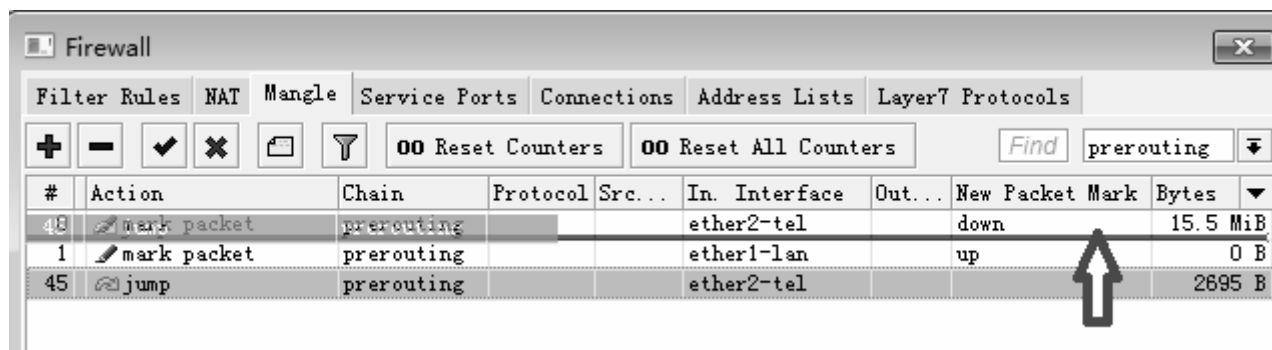 Firewall
Filter Rules NAT Mangle Service Ports Connections Address Lists Layer7 Protocols
00 Reset Counters 00 Reset All Counters Find prerouting
# Action Chain Protocol Src... In. Interface Out... New Packet Mark Bytes
mark packet prerouting ether2-tel down 15.5 MiB
1 mark packet prerouting ether1-lan up 0 B
45 jump prerouting ether2-tel 2695 B